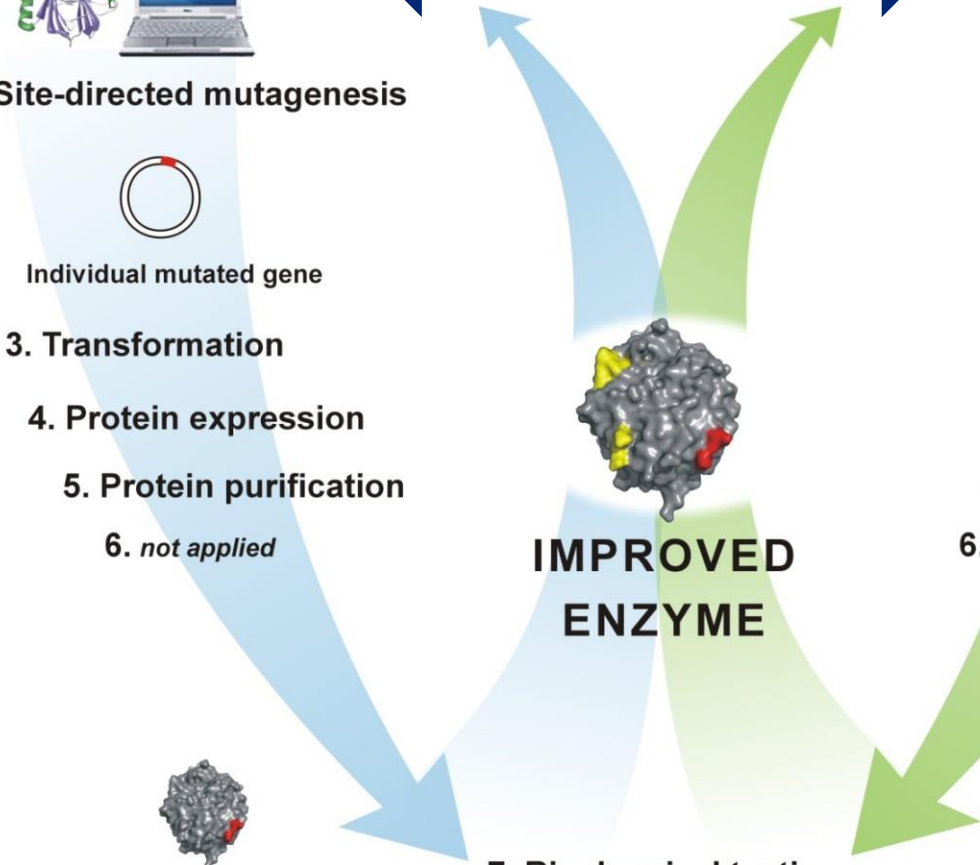 Site-directed mutagenesis
Individual mutated gene
3. Transformation
4. Protein expression
5. Protein purification
6. not applied
IMPROVED
ENZYME
6.